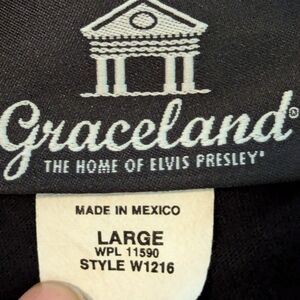 Graceland®
THE HOME OF ELVIS PRESLEY®
MADE IN MEXICO
LARGE
WPL 11590
STYLE W1216